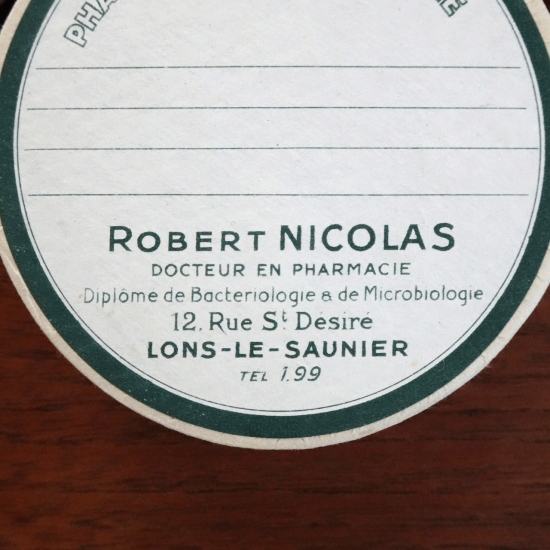 ROBERT NICOLAS
DOCTEUR EN PHARMACIE
Diplôme de Bacteriologie & de Microbiologie
12, Rue St Désiré
LONS-LE-SAUNIER
TEL 1.99